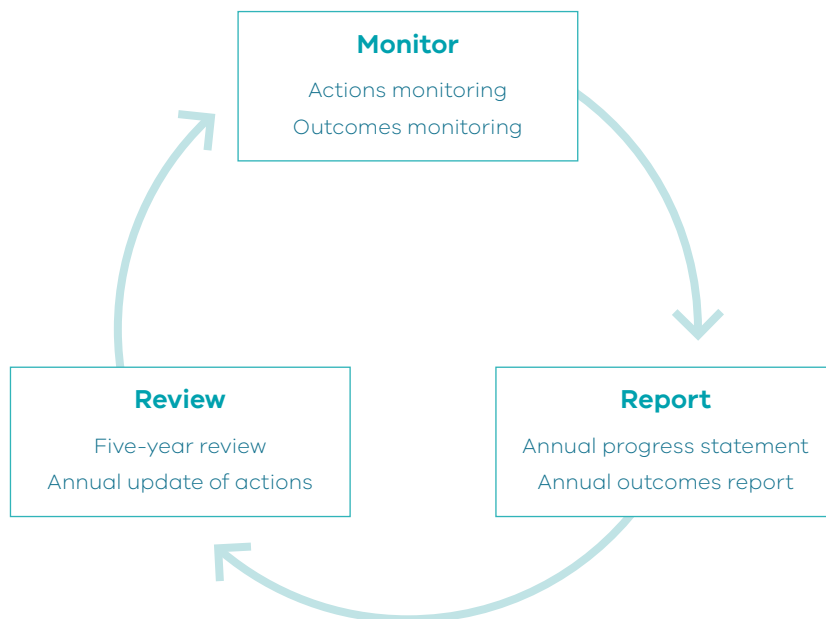 Monitor
Actions monitoring
Outcomes monitoring
Review
Five-year review
Annual update of actions
Report
Annual progress statement
Annual outcomes report